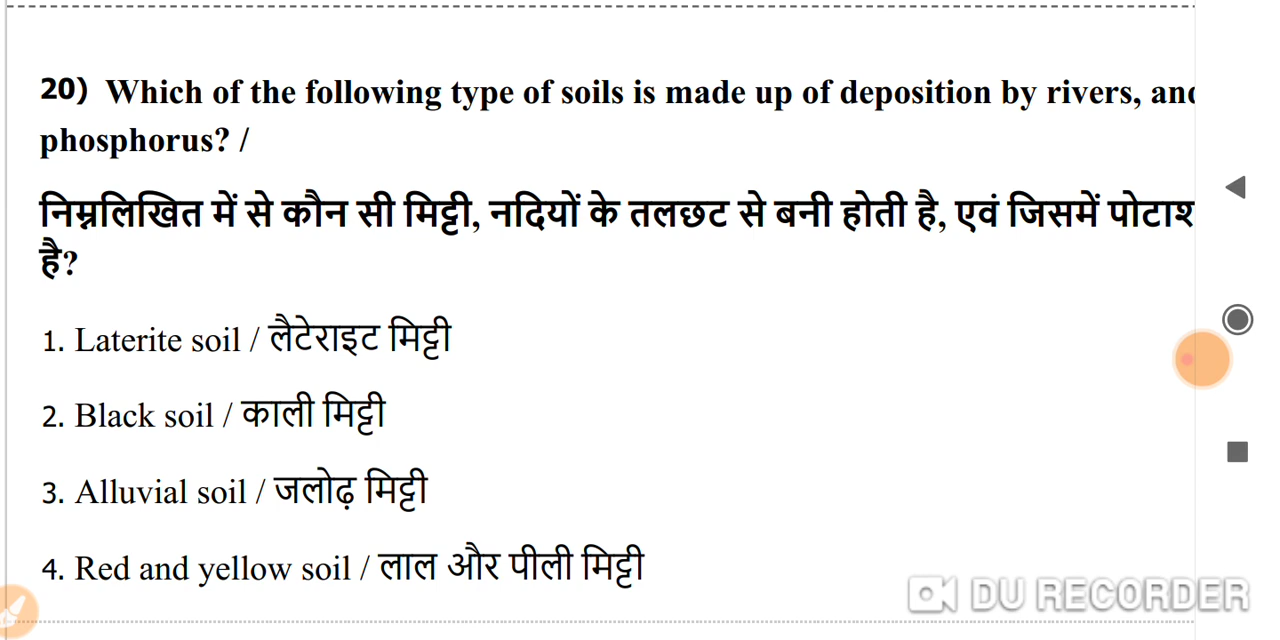 20) Which of the following type of soils is made up of deposition by rivers, and
phosphorus? /
निम्नलिखित में से कौन सी मिट्टी, नदियों के तलछट से बनी होती है, एवं जिसमें पोटाश
है?
1. Laterite soil / लैटेराइट मिट्टी
2. Black soil / काली मिट्टी
3. Alluvial soil / जलोढ़ मिट्टी
4. Red and yellow soil / लाल और पीली मिट्टी
DU RECORDER